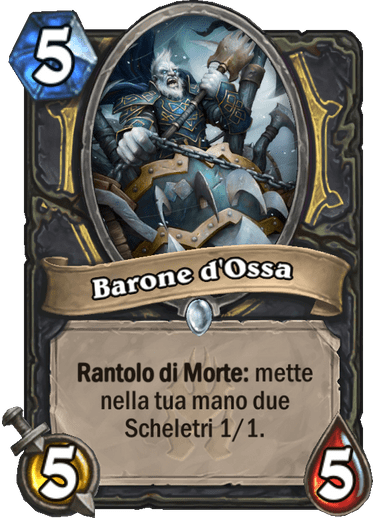 5
Barone d'Ossa
Rantolo di Morte: mette
nella tua mano due
Scheletri 1/1.
5
5